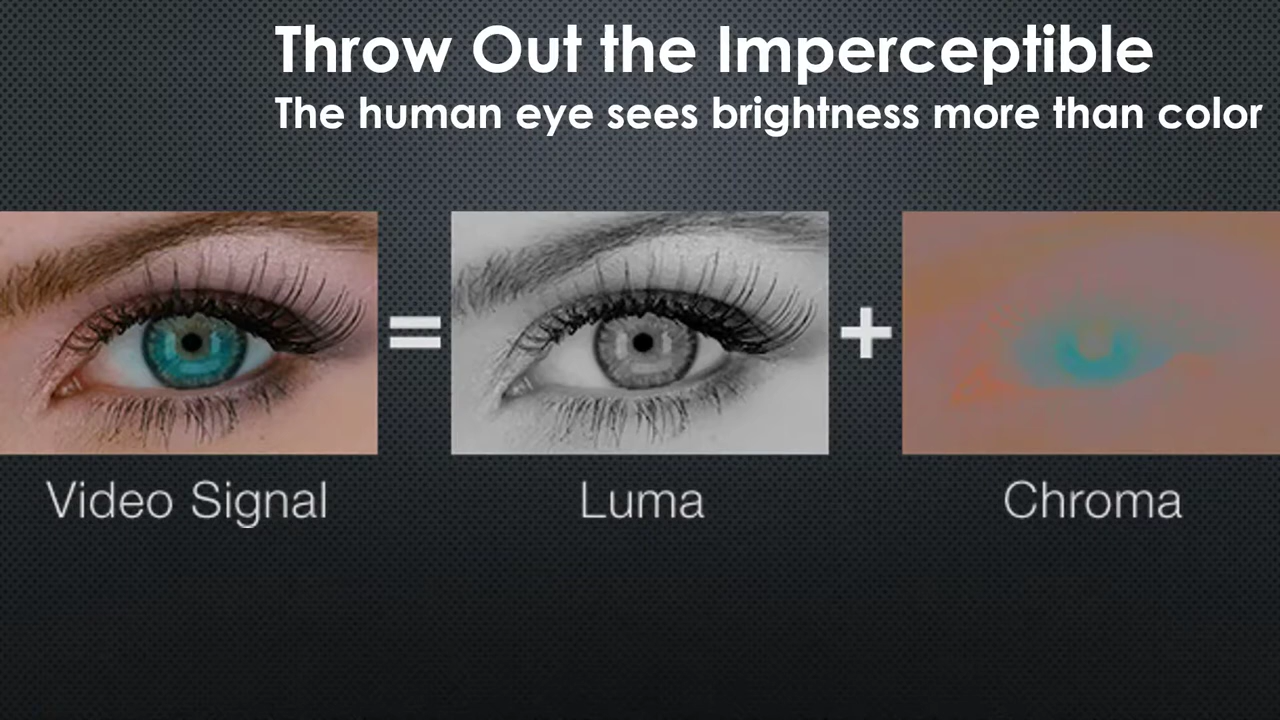 Throw Out the Imperceptible
The human eye sees brightness more than color
=
+
Video Signal
Luma
Chroma